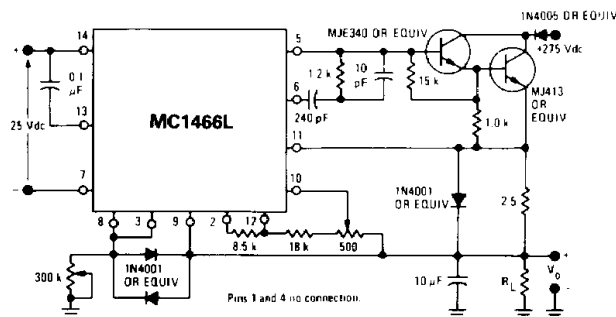 1N4005 OR EQUIV
MJE340 OR EQUIV
+275 Vdc
14
5
+
0.1
µF
1.2 k
10
pF
15 k
6
240 pF
MJ413
OR
EQUIV
13
25 Vdc
MC1466L
1.0 k
11
7
-
10
1N4001
OR EQUIV
2.5
8
3
9
2
12
8.5 k
18 k
500
300 k
1N4001
OR EQUIV
10 µF
RL
+
Vo
-
Pins 1 and 4 no connection.